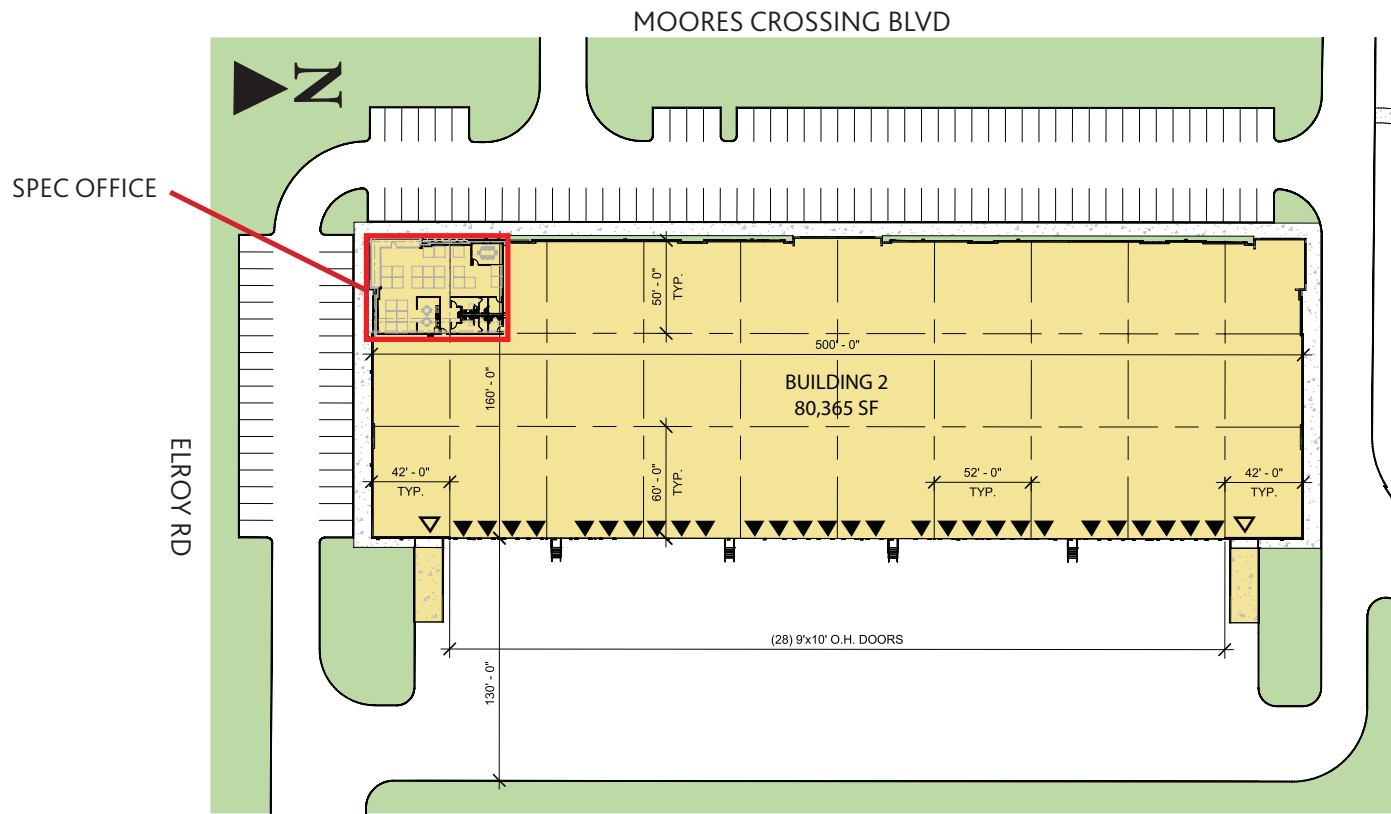 MOORES CROSSING BLVD
N
SPEC OFFICE
50' - 0"
TYP.
500' - 0"
160' - 0"
BUILDING 2
80,365 SF
ELROY RD
42' - 0"
TYP.
60' - 0"
TYP.
52' - 0"
TYP.
42' - 0"
TYP.
(28) 9'x10' O.H. DOORS
130' - 0"